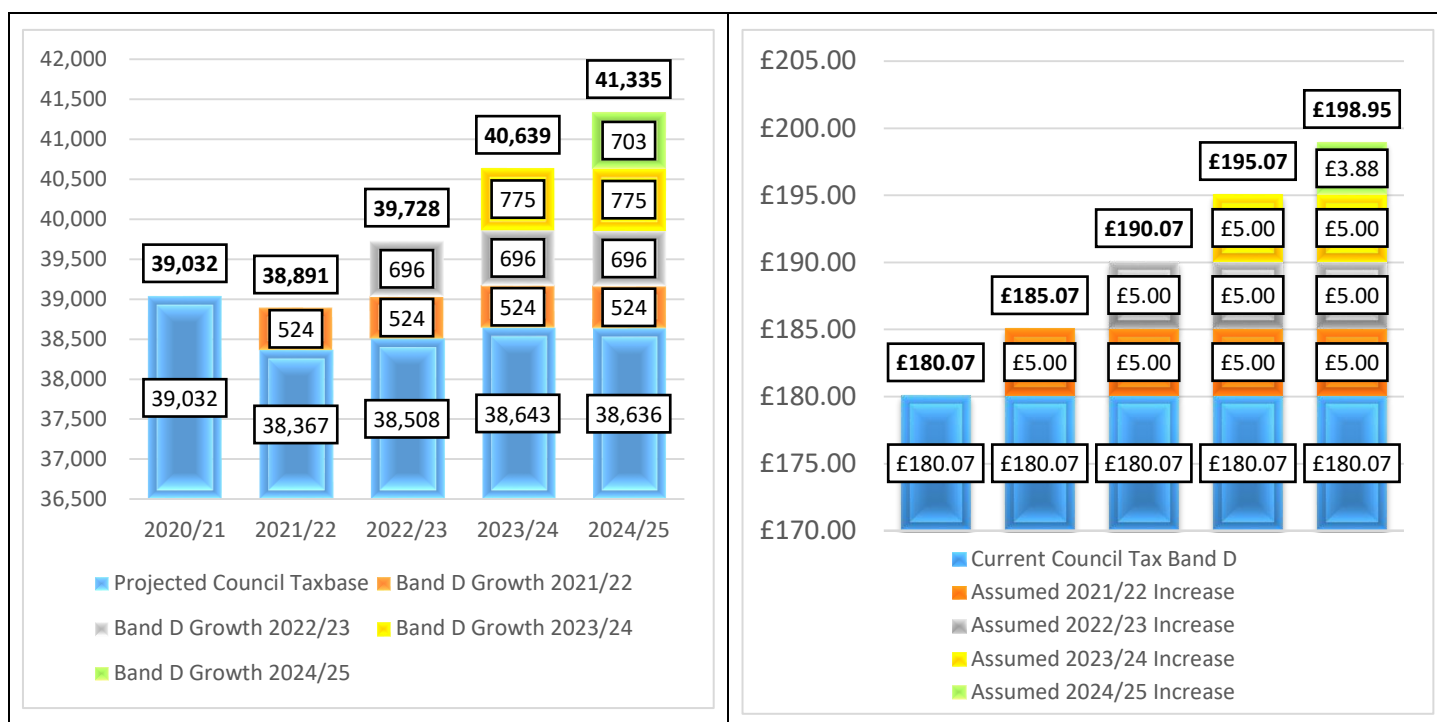 42,000
41,500
41,000
40,500
40,000
39,500
39,000
38,500
38,000
37,500
37,000
36,500
41,335
40,639 703
39,728 775 775
39,032 38,891 696 696 696
524 524 524 524
39,032 38,367 38,508 38,643 38,636
2020/21 2021/22 2022/23 2023/24 2024/25
Projected Council Taxbase Band D Growth 2021/22
Band D Growth 2022/23 Band D Growth 2023/24
Band D Growth 2024/25
£205.00
£200.00
£195.00
£190.00
£185.00
£180.00
£175.00
£170.00
£198.95
£195.07 £3.88
£190.07 £5.00 £5.00
£185.07 £5.00 £5.00 £5.00
£180.07 £5.00 £5.00 £5.00 £5.00
£180.07 £180.07 £180.07 £180.07 £180.07
Current Council Tax Band D
Assumed 2021/22 Increase
Assumed 2022/23 Increase
Assumed 2023/24 Increase
Assumed 2024/25 Increase